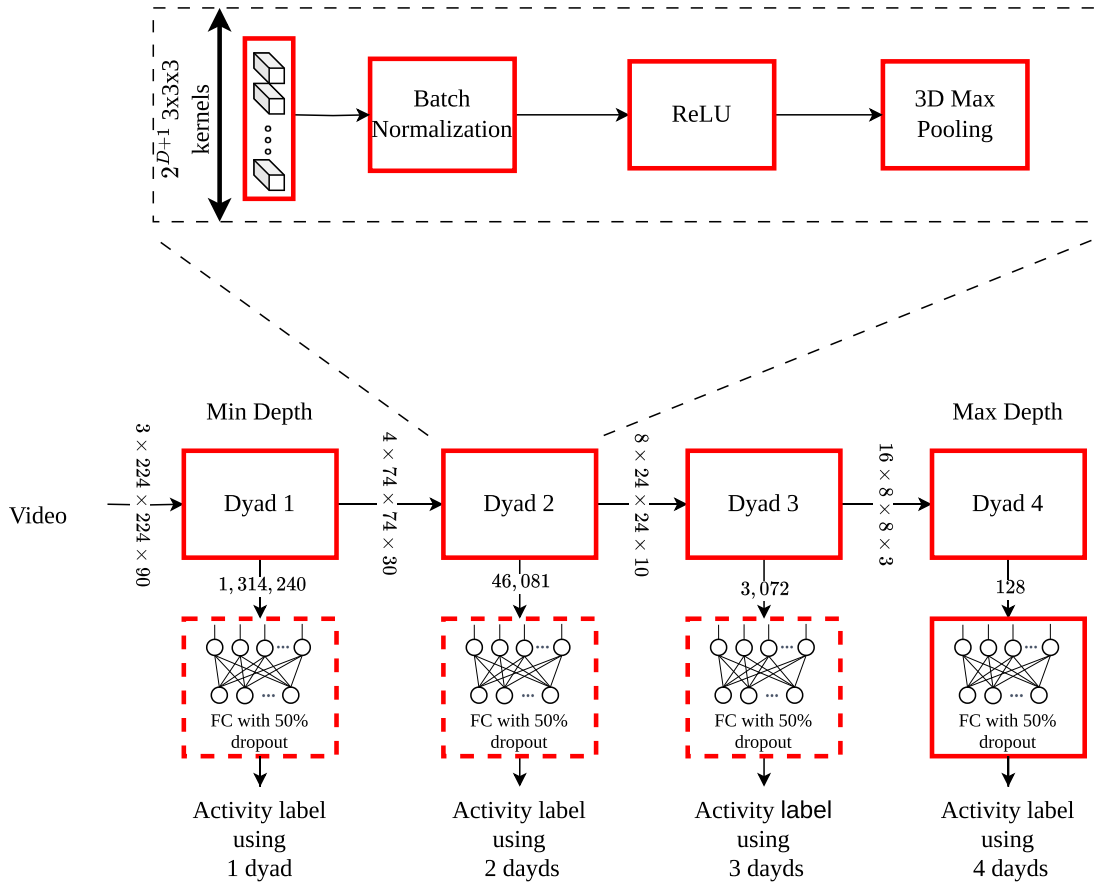 2^{D+1} 3x3x3
kernels
Batch
Normalization
ReLU
3D Max
Pooling
Min Depth
Max Depth
Video
3 × 224 × 224 × 90
Dyad 1
4 × 74 × 74 × 30
Dyad 2
8 × 24 × 24 × 10
Dyad 3
16 × 8 × 8 × 3
Dyad 4
1, 314, 240
46, 081
3, 072
128
FC with 50%
dropout
FC with 50%
dropout
FC with 50%
dropout
FC with 50%
dropout
Activity label
using
1 dyad
Activity label
using
2 dayds
Activity label
using
3 dayds
Activity label
using
4 dayds